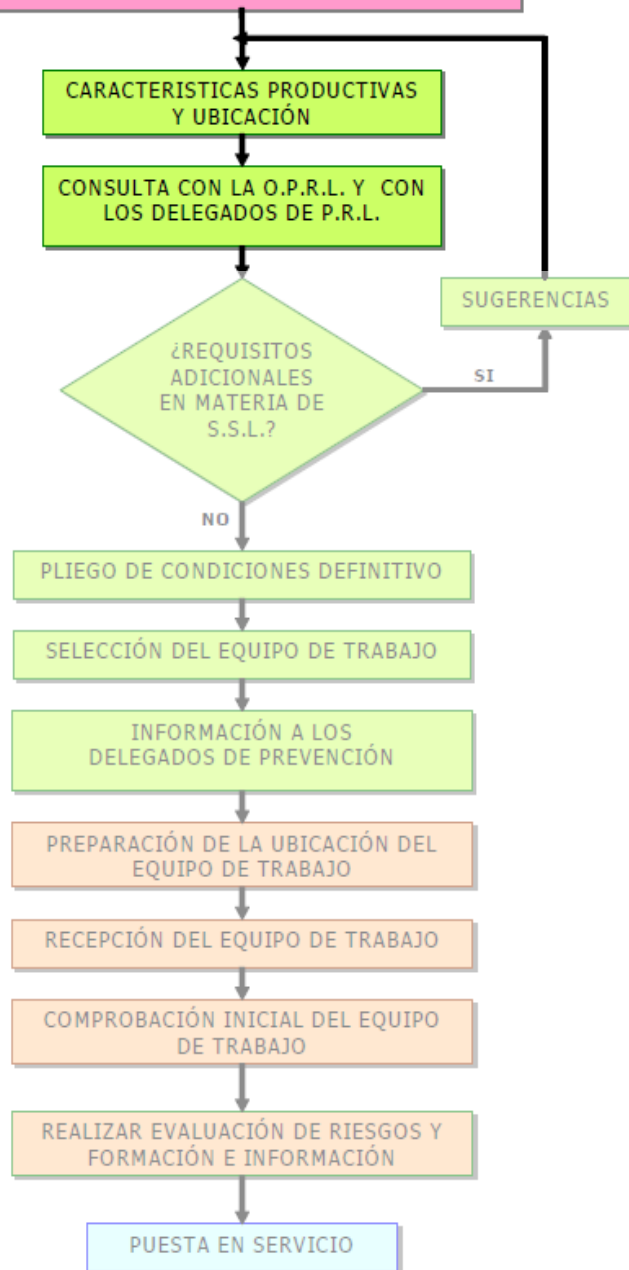 CARACTERISTICAS PRODUCTIVAS
Y UBICACIÓN
CONSULTA CON LA O.P.R.L. Y CON
LOS DELEGADOS DE P.R.L.
SUGERENCIAS
¿REQUISITOS
ADICIONALES
EN MATERIA DE
S.S.L.?
SI
NO
PLIEGO DE CONDICIONES DEFINITIVO
SELECCIÓN DEL EQUIPO DE TRABAJO
INFORMACIÓN A LOS
DELEGADOS DE PREVENCIÓN
PREPARACIÓN DE LA UBICACIÓN DEL
EQUIPO DE TRABAJO
RECEPCIÓN DEL EQUIPO DE TRABAJO
COMPROBACIÓN INICIAL DEL EQUIPO
DE TRABAJO
REALIZAR EVALUACIÓN DE RIESGOS Y
FORMACIÓN E INFORMACIÓN
PUESTA EN SERVICIO